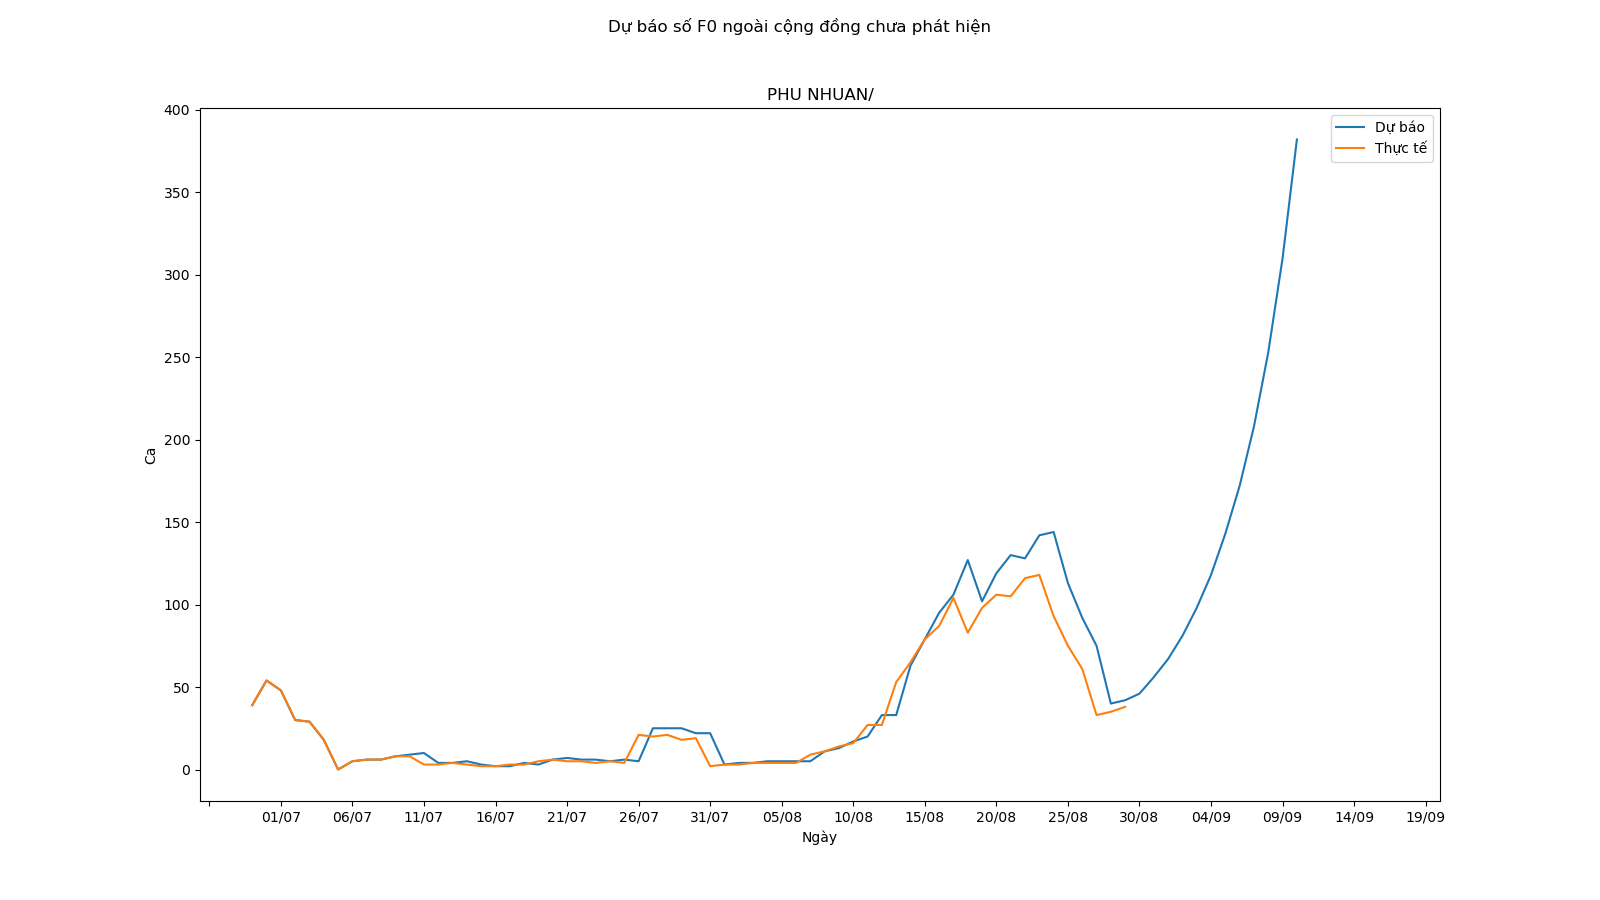 Dự báo số F0 ngoài cộng đồng chưa phát hiện
PHU NHUAN/
400
350
300
250
200
150
100
50
0
Ca
Dự báo
Thực tế
01/07 06/07 11/07 16/07 21/07 26/07 31/07 05/08 10/08 15/08 20/08 25/08 30/08 04/09 09/09 14/09 19/09
Ngày